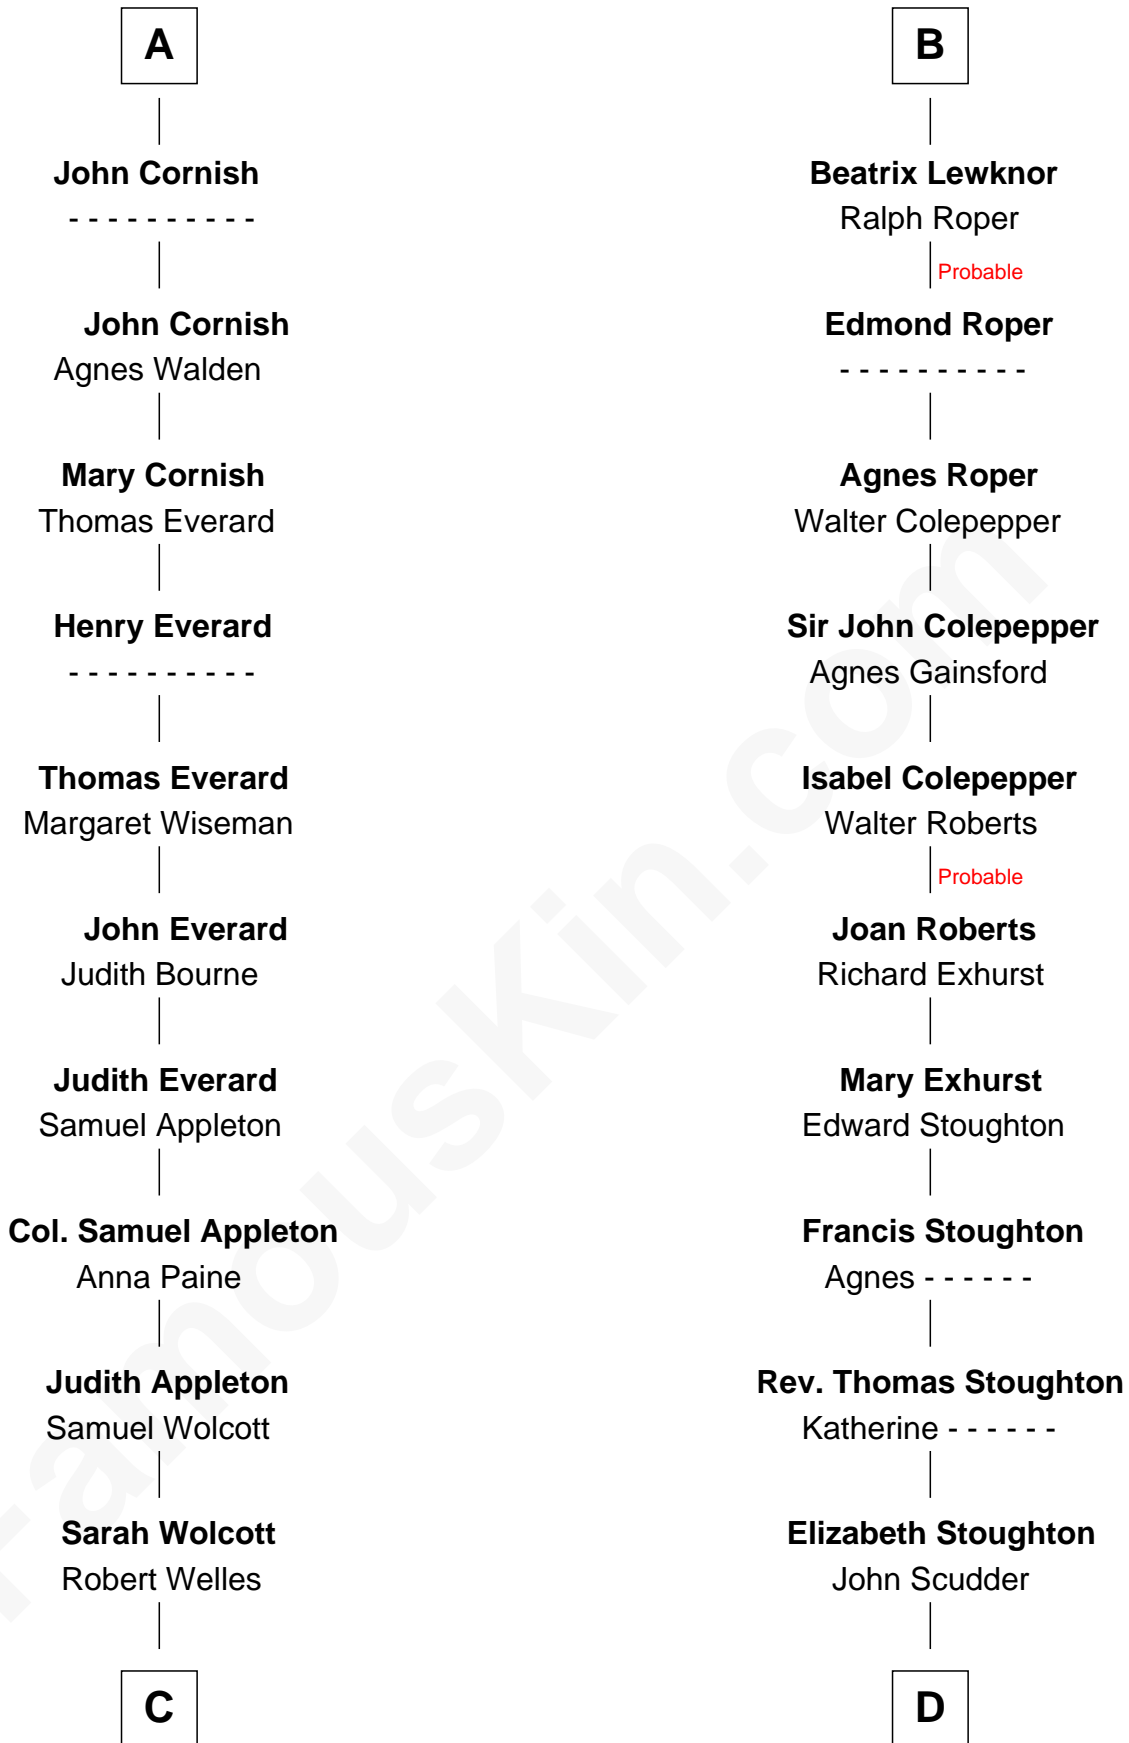 A
John Cornish
- - - - - - - - - -
John Cornish
Agnes Walden
Mary Cornish
Thomas Everard
Henry Everard
- - - - - - - - - -
Thomas Everard
Margaret Wiseman
John Everard
Judith Bourne
Judith Everard
Samuel Appleton
Col. Samuel Appleton
Anna Paine
Judith Appleton
Samuel Wolcott
Sarah Wolcott
Robert Welles
C
B
Beatrix Lewknor
Ralph Roper
Probable
Edmond Roper
- - - - - - - - - -
Agnes Roper
Walter Colepepper
Sir John Colepepper
Agnes Gainsford
Isabel Colepepper
Walter Roberts
Probable
Joan Roberts
Richard Exhurst
Mary Exhurst
Edward Stoughton
Francis Stoughton
Agnes - - - - - -
Rev. Thomas Stoughton
Katherine - - - - - -
Elizabeth Stoughton
John Scudder
D
FamousKin.com